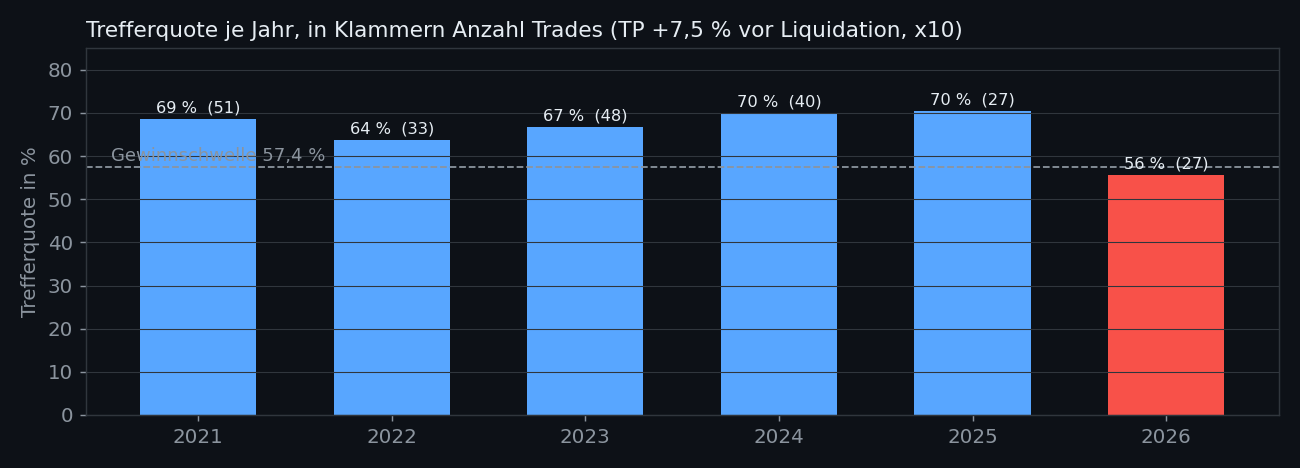 Trefferquote je Jahr, in Klammern Anzahl Trades (TP +7,5 % vor Liquidation, x10)
Trefferquote in %
80
70
60
50
40
30
20
10
0
69 % (51)
64 % (33)
67 % (48)
70 % (40)
70 % (27)
56 % (27)
Gewinnschwelle 57,4 %
2021
2022
2023
2024
2025
2026